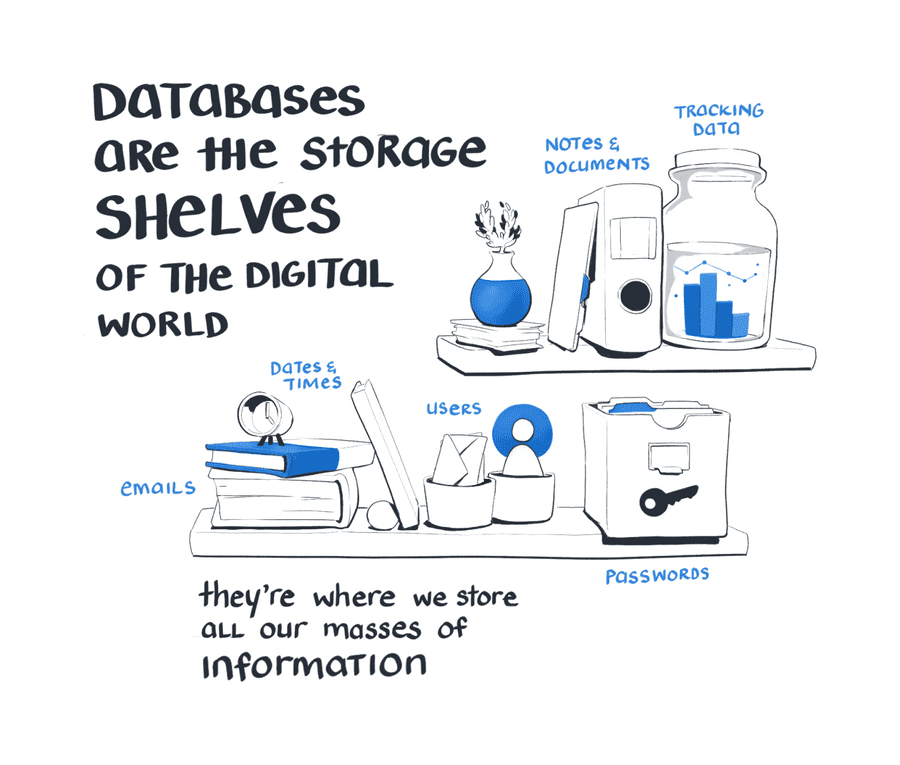 DATABASES
ARE THE STORAGE
SHELVES
OF THE DIGITAL
WORLD
NOTES &
DOCUMENTS
TRACKING
DATA
DATES &
TIMES
USERS
emails
PASSWORDS
they're where we store
ALL our masses of
INformATION